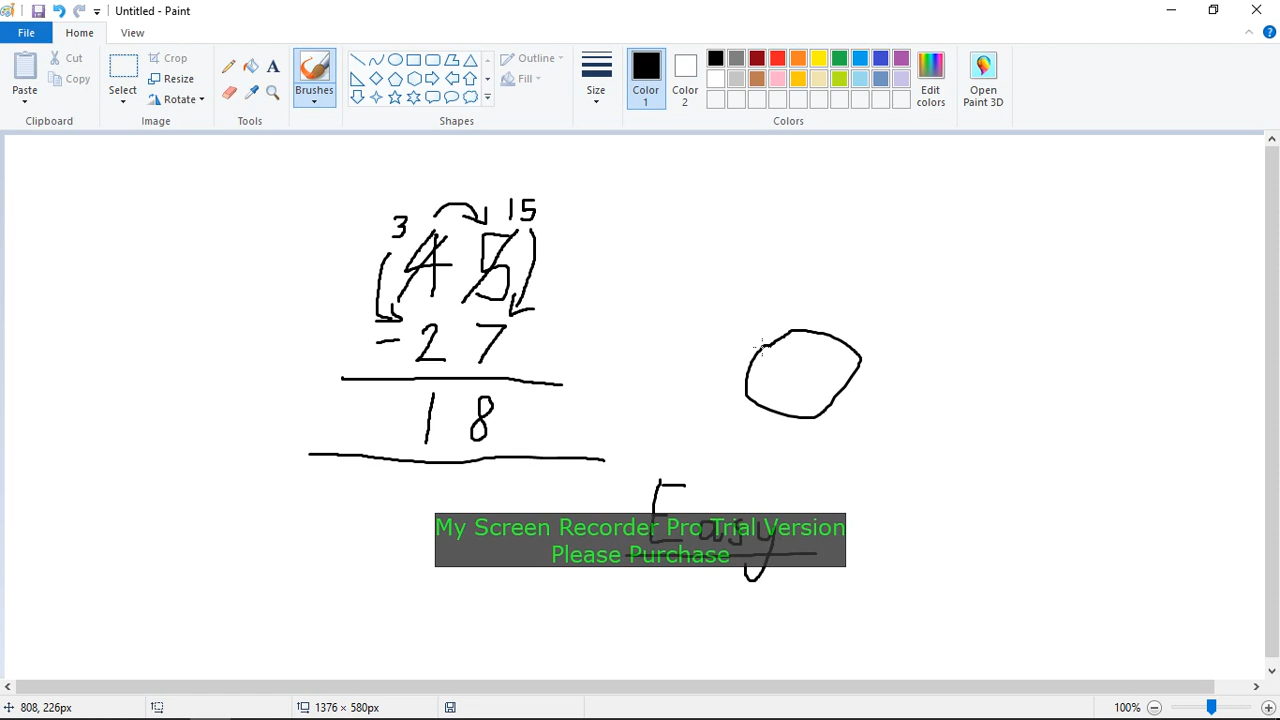 Untitled - Paint
File Home View
Paste
Cut
Copy
Clipboard
Select
Crop
Resize
Rotate
Image
A
Tools
Brushes
Outline
Fill
Shapes
Size
Color 1
Color 2
Edit colors
Colors
Open Paint 3D
3 15
4 5
- 2 7
1 8
Easy
My Screen Recorder Pro Trial Version
Please Purchase
808, 226px
1376 × 580px
100%